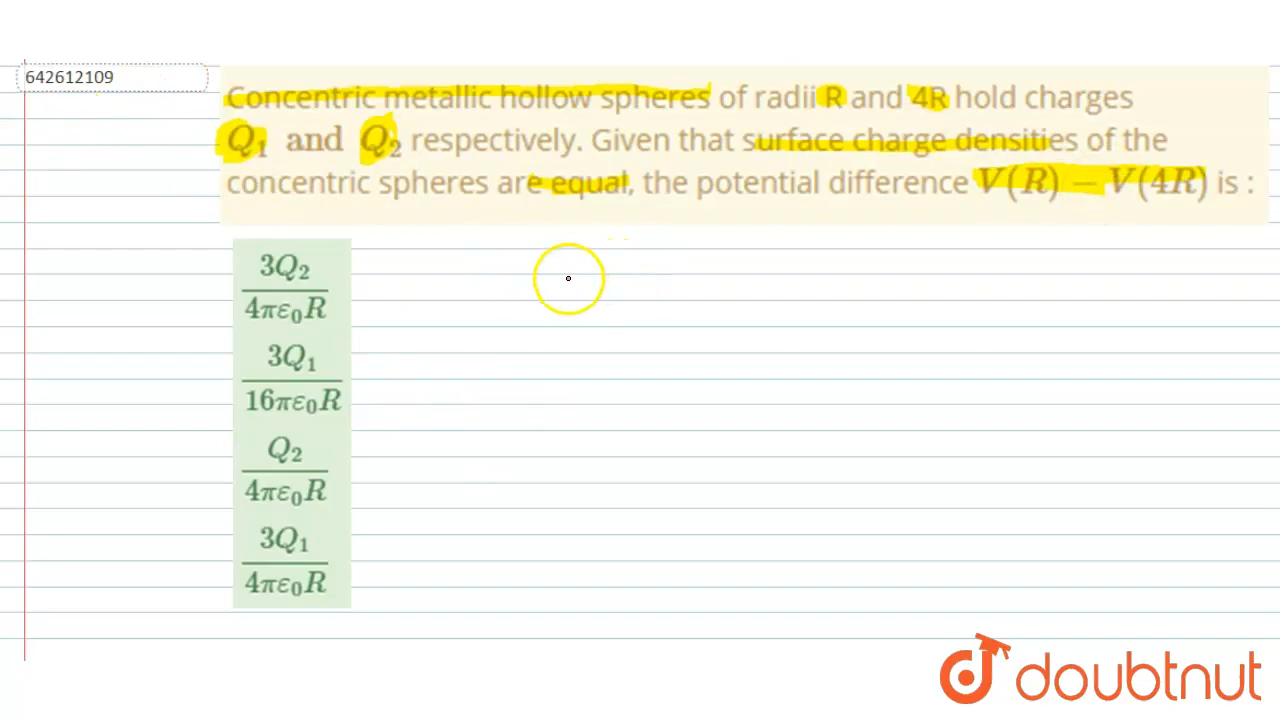 642612109
Concentric metallic hollow spheres of radii R and 4R hold charges
Q₁ and Q₂ respectively. Given that surface charge densities of the
concentric spheres are equal, the potential difference V(R) − V(4R) is :
3Q₂
4πε₀R
3Q₁
16πε₀R
Q₂
4πε₀R
3Q₁
4πε₀R
doubtnut